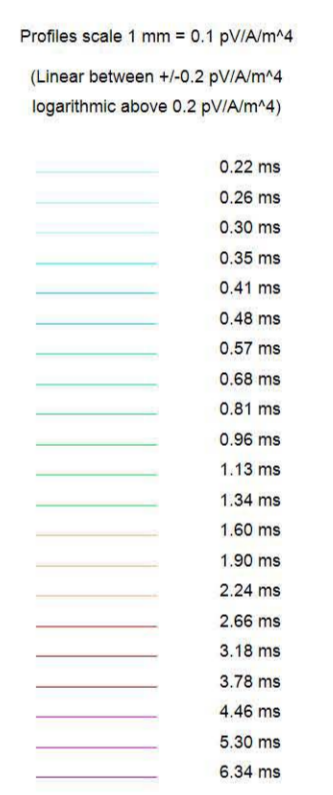 Profiles scale 1 mm = 0.1 pV/A/m^4
(Linear between +/-0.2 pV/A/m^4
logarithmic above 0.2 pV/A/m^4)
0.22 ms
0.26 ms
0.30 ms
0.35 ms
0.41 ms
0.48 ms
0.57 ms
0.68 ms
0.81 ms
0.96 ms
1.13 ms
1.34 ms
1.60 ms
1.90 ms
2.24 ms
2.66 ms
3.18 ms
3.78 ms
4.46 ms
5.30 ms
6.34 ms